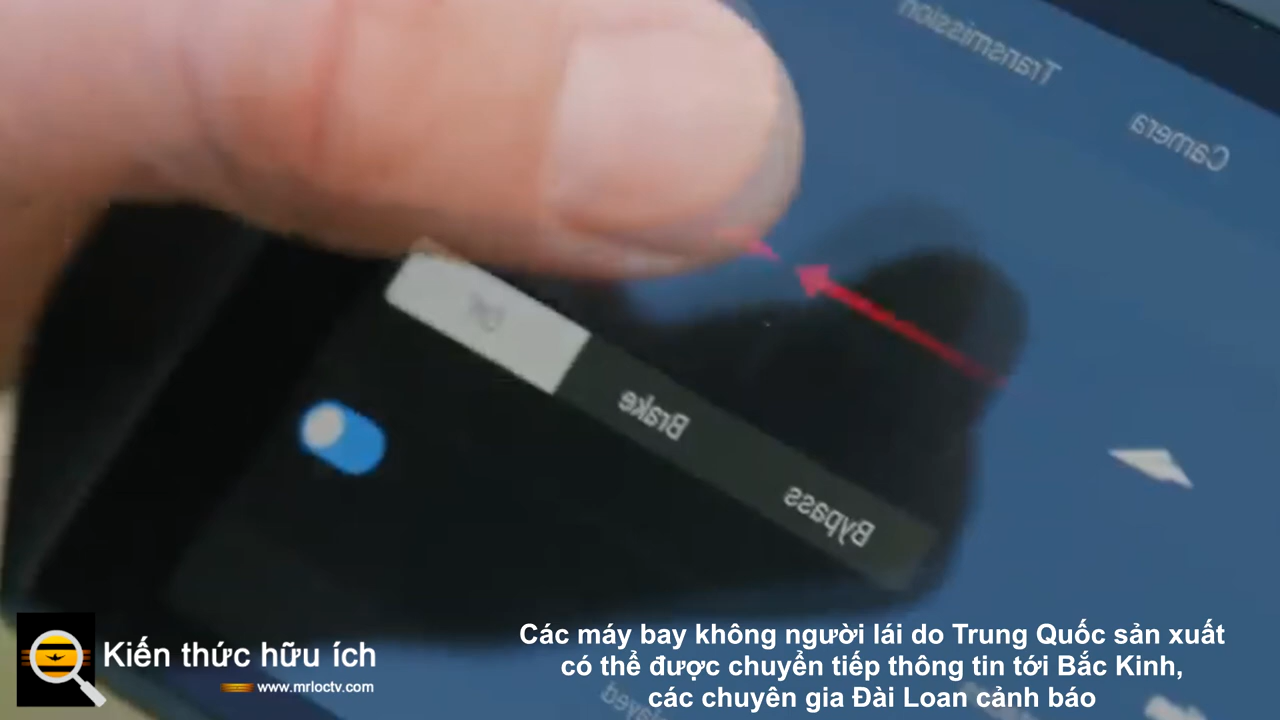 Transmission
Camera
Off
Brake
Bypass
Kiến thức hữu ích
www.mrloctv.com
Các máy bay không người lái do Trung Quốc sản xuất
có thể được chuyển tiếp thông tin tới Bắc Kinh,
các chuyên gia Đài Loan cảnh báo